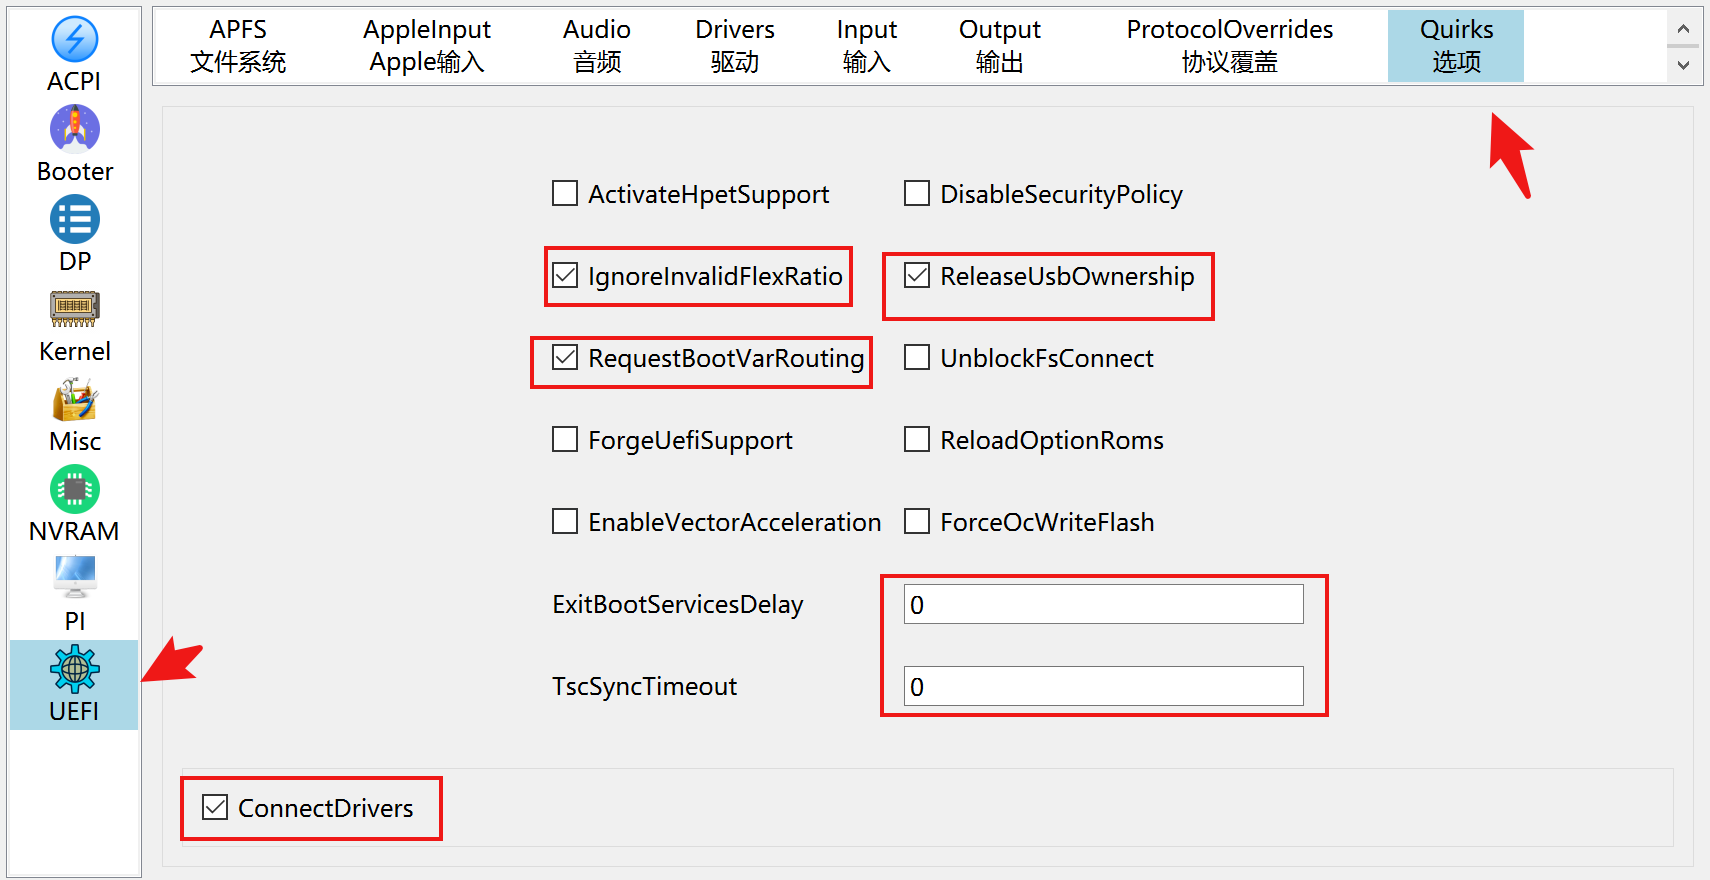 ACPI
Booter
DP
Kernel
Misc
NVRAM
PI
UEFI
APFS
文件系统
AppleInput
Apple输入
Audio
音频
Drivers
驱动
Input
输入
Output
输出
ProtocolOverrides
协议覆盖
Quirks
选项
ActivateHpetSupport
DisableSecurityPolicy
IgnoreInvalidFlexRatio
ReleaseUsbOwnership
RequestBootVarRouting
UnblockFsConnect
ForgeUefiSupport
ReloadOptionRoms
EnableVectorAcceleration
ForceOcWriteFlash
ExitBootServicesDelay
0
TscSyncTimeout
0
ConnectDrivers